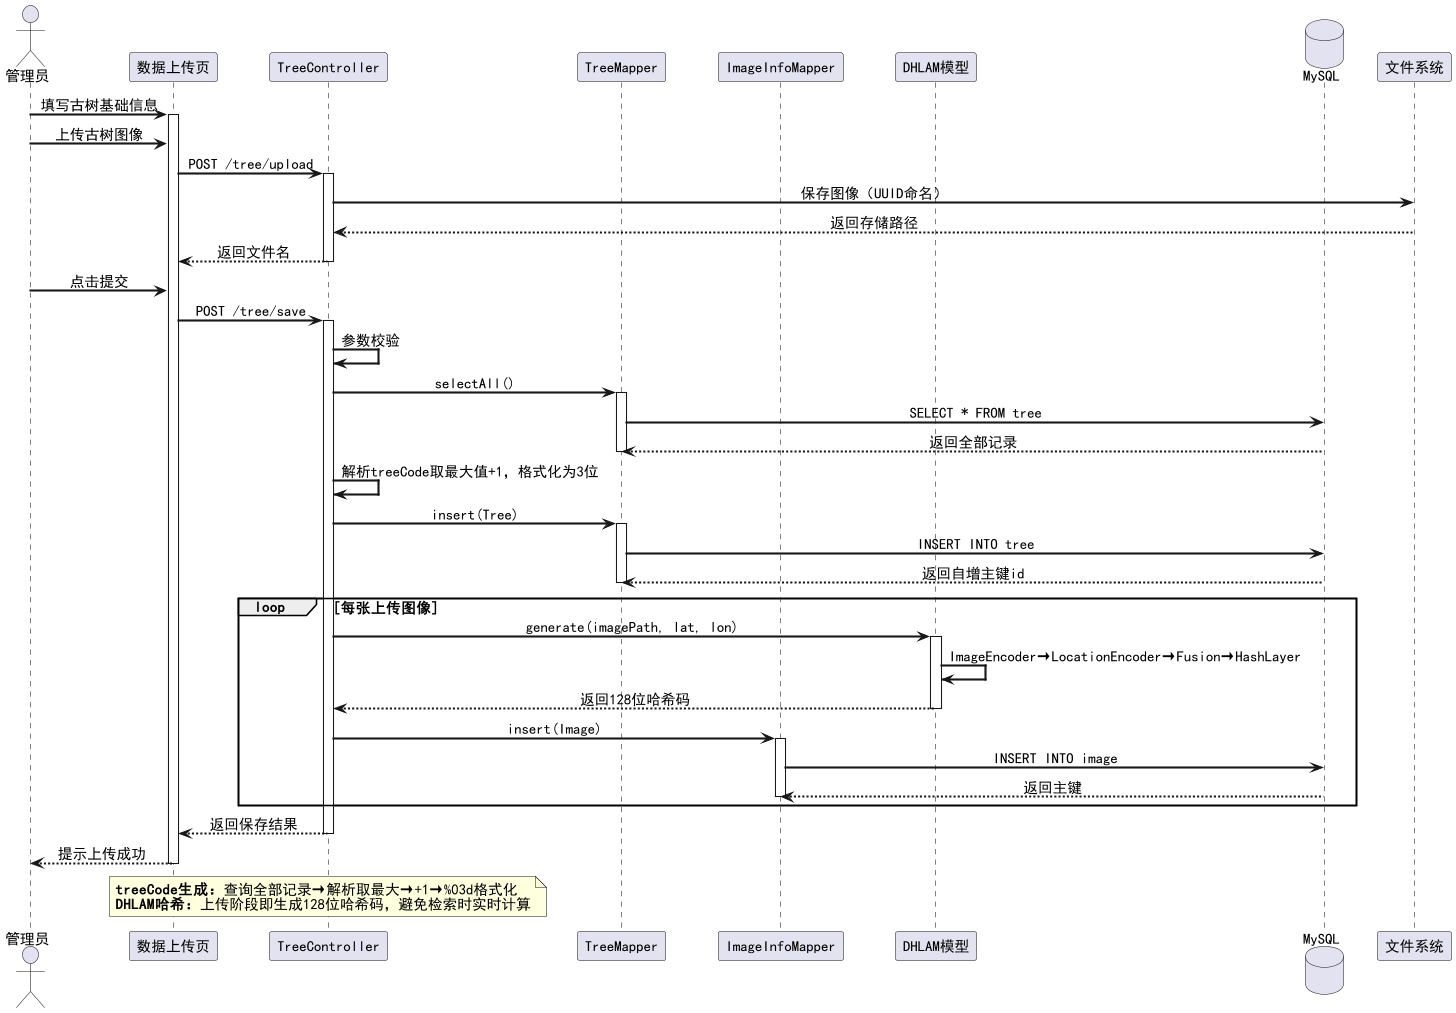 管理员
数据上传页
TreeController
TreeMapper
ImageInfoMapper
DHLAM模型
MySQL
文件系统
填写古树基础信息
上传古树图像
POST /tree/upload
保存图像（UUID命名）
返回存储路径
返回文件名
点击提交
POST /tree/save
参数校验
selectAll()
SELECT * FROM tree
返回全部记录
解析treeCode取最大值+1，格式化为3位
insert(Tree)
INSERT INTO tree
返回自增主键id
loop [每张上传图像]
generate(imagePath, lat, lon)
ImageEncoder→LocationEncoder→Fusion→HashLayer
返回128位哈希码
insert(Image)
INSERT INTO image
返回主键
返回保存结果
提示上传成功
treeCode生成：查询全部记录→解析取最大→+1→%03d格式化
DHLAM哈希：上传阶段即生成128位哈希码，避免检索时实时计算
管理员
数据上传页
TreeController
TreeMapper
ImageInfoMapper
DHLAM模型
MySQL
文件系统